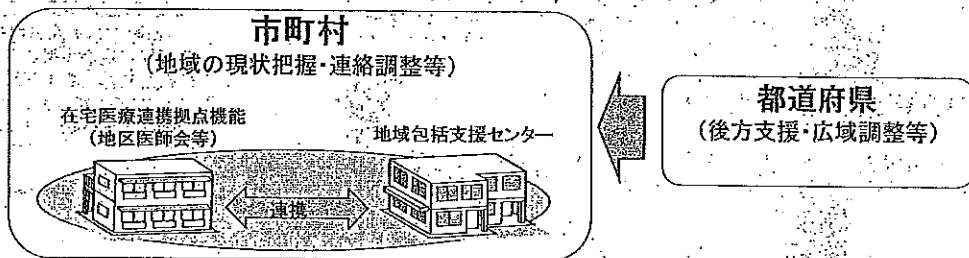 市町村
(地域の現状把握・連絡調整等)
在宅医療連携拠点機能
(地区医師会等)
地域包括支援センター
連携
都道府県
(後方支援・広域調整等)